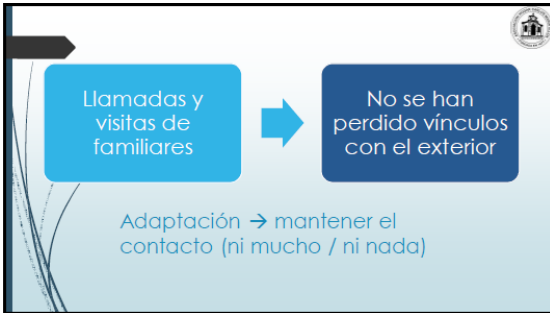 Llamadas y
visitas de
familiares
No se han
perdido vínculos
con el exterior
Adaptación → mantener el
contacto (ni mucho / ni nada)